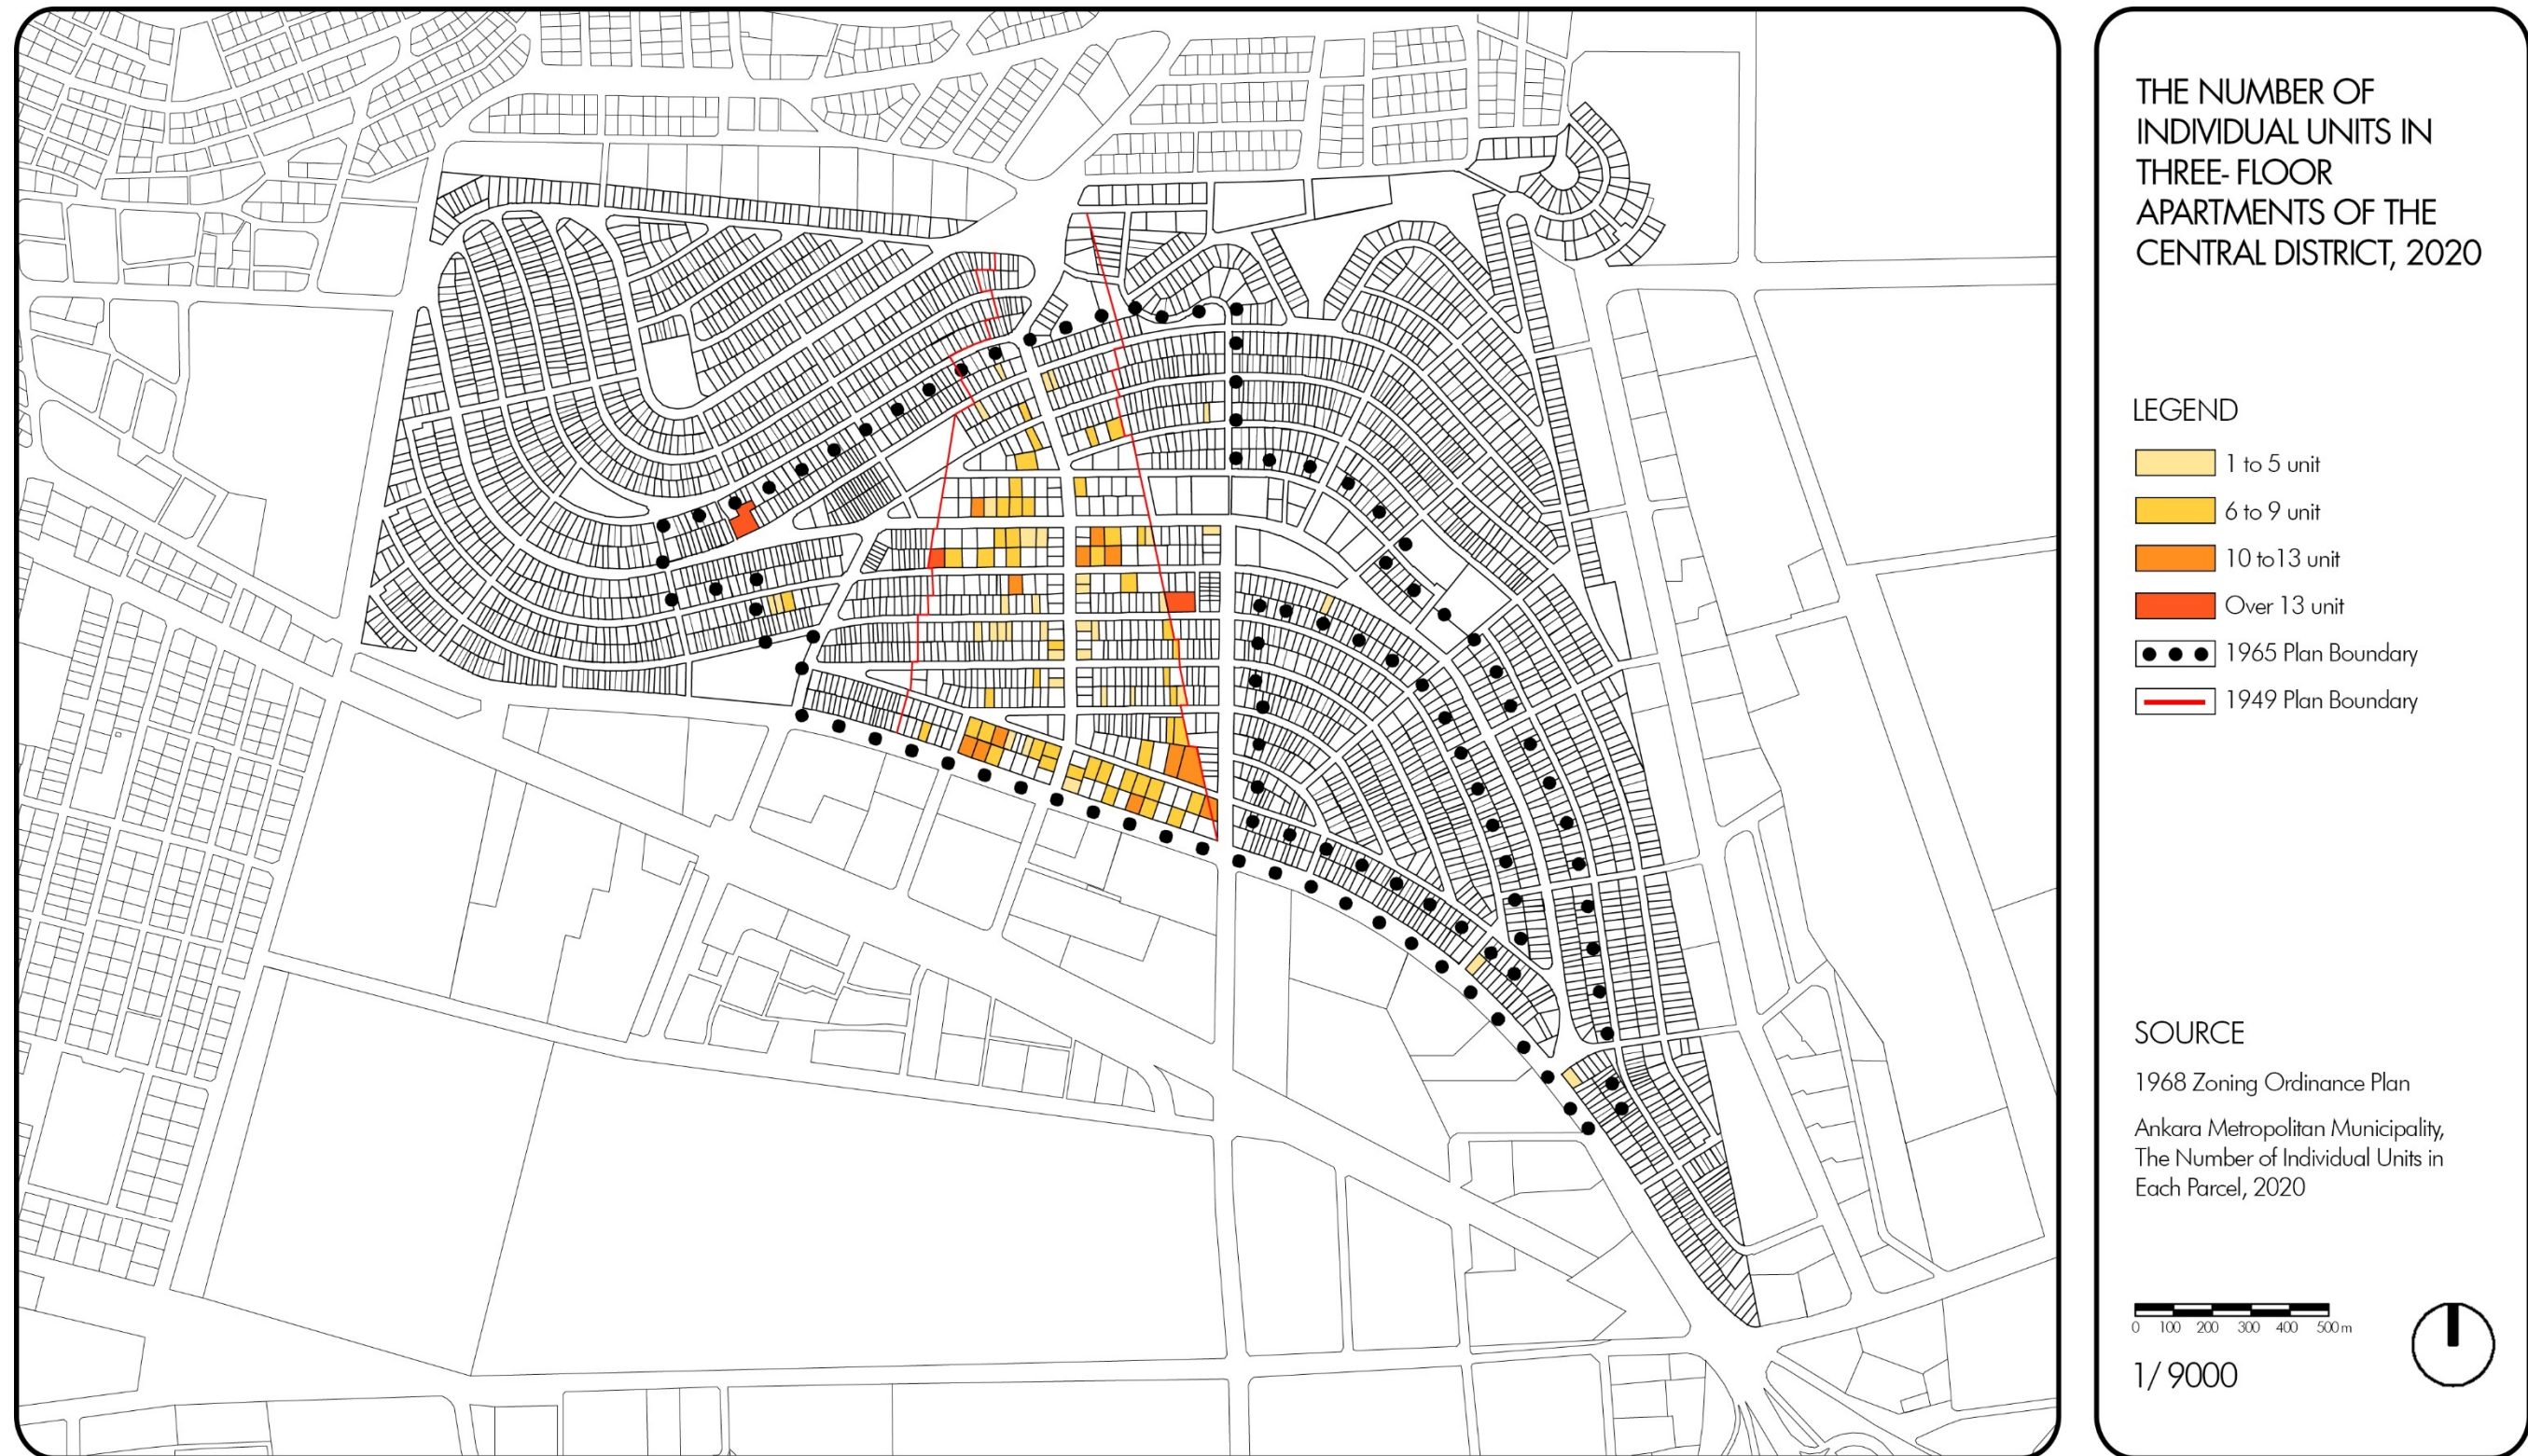 THE NUMBER OF
INDIVIDUAL UNITS IN
THREE- FLOOR
APARTMENTS OF THE
CENTRAL DISTRICT, 2020
LEGEND
1 to 5 unit
6 to 9 unit
10 to13 unit
Over 13 unit
1965 Plan Boundary
1949 Plan Boundary
SOURCE
1968 Zoning Ordinance Plan
Ankara Metropolitan Municipality,
The Number of Individual Units in
Each Parcel, 2020
0 100 200 300 400 500 m
1/ 9000